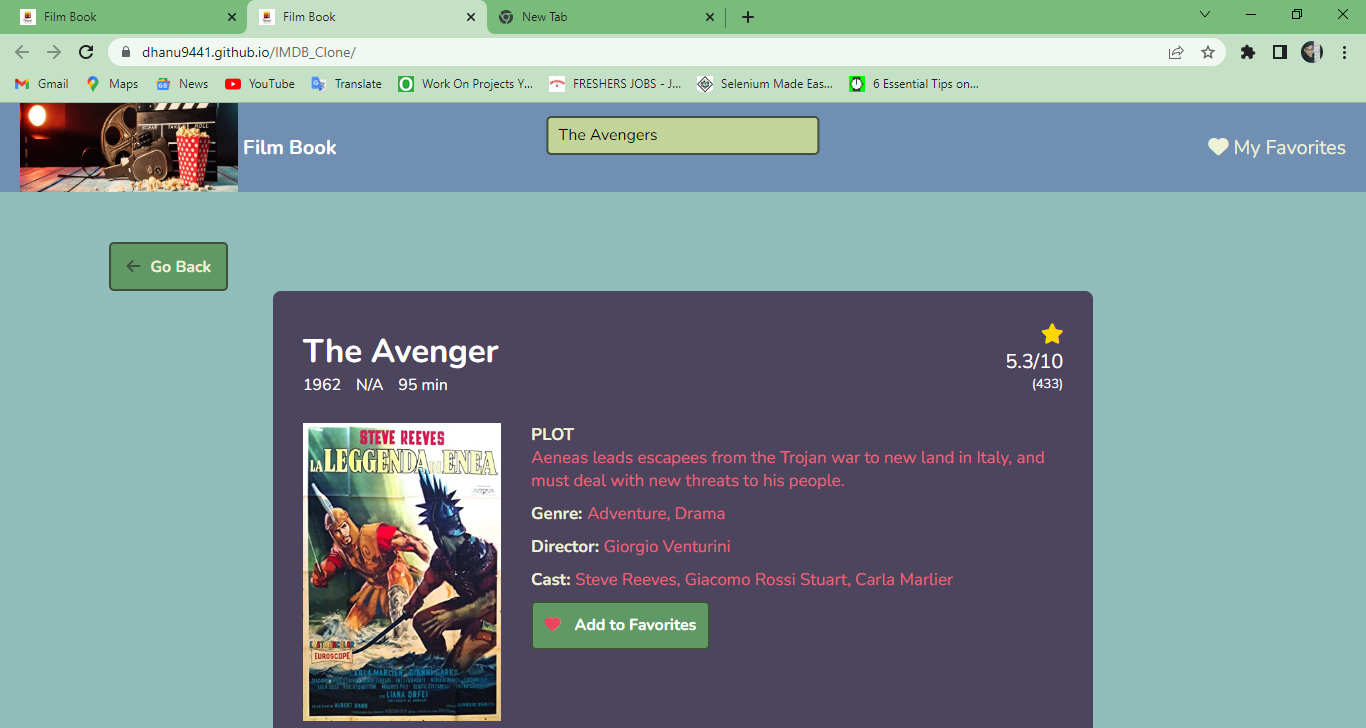 Film Book
Film Book
New Tab
dhanu9441.github.io/IMDB_Clone/
Gmail
Maps
News
YouTube
Translate
Work On Projects Y...
FRESHERS JOBS - J...
Selenium Made Eas...
6 Essential Tips on...
Film Book
The Avengers
My Favorites
Go Back
The Avenger
1962 N/A 95 min
5.3/10
(433)
STEVE REEVES
LA LEGGENDA DI ENEA
EASTMANCOLOR
EUROSCOPE
LIANA ORFEI
ALBERT BAND
PLOT
Aeneas leads escapees from the Trojan war to new land in Italy, and
must deal with new threats to his people.
Genre: Adventure, Drama
Director: Giorgio Venturini
Cast: Steve Reeves, Giacomo Rossi Stuart, Carla Marlier
Add to Favorites